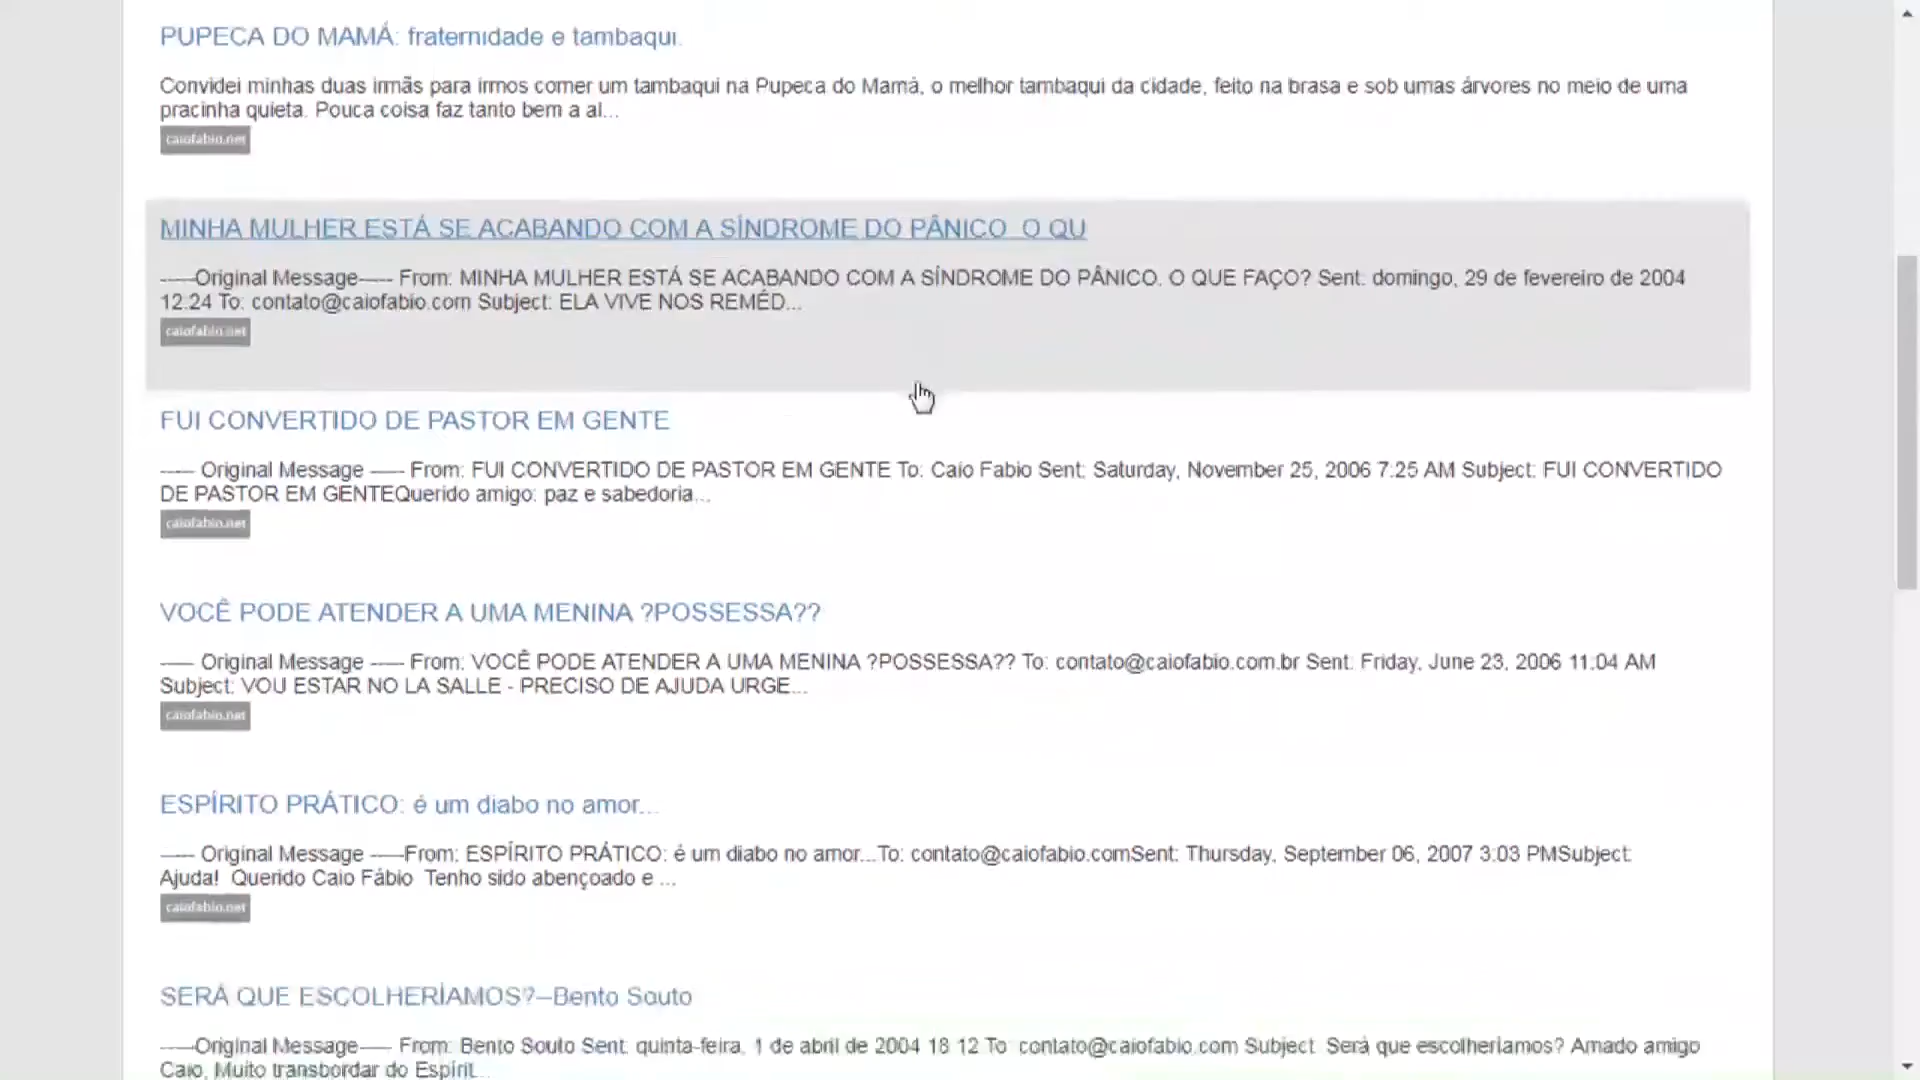 PUPECA DO MAMÁ: fraternidade e tambaqui.
Convidei minhas duas irmãs para irmos comer um tambaqui na Pupeca do Mamá, o melhor tambaqui da cidade, feito na brasa e sob umas árvores no meio de uma
pracinha quieta. Pouca coisa faz tanto bem a al...
caiofabio.net
MINHA MULHER ESTÁ SE ACABANDO COM A SÍNDROME DO PÂNICO. O QU
-----Original Message----- From: MINHA MULHER ESTÁ SE ACABANDO COM A SÍNDROME DO PÂNICO. O QUE FAÇO? Sent: domingo, 29 de fevereiro de 2004
12:24 To: contato@caiofabio.com Subject: ELA VIVE NOS REMÉD...
caiofabio.net
FUI CONVERTIDO DE PASTOR EM GENTE
----- Original Message ----- From: FUI CONVERTIDO DE PASTOR EM GENTE To: Caio Fabio Sent: Saturday, November 25, 2006 7:25 AM Subject: FUI CONVERTIDO
DE PASTOR EM GENTEQuerido amigo: paz e sabedoria...
caiofabio.net
VOCÊ PODE ATENDER A UMA MENINA ?POSSESSA??
----- Original Message ----- From: VOCÊ PODE ATENDER A UMA MENINA ?POSSESSA?? To: contato@caiofabio.com.br Sent: Friday, June 23, 2006 11:04 AM
Subject: VOU ESTAR NO LA SALLE - PRECISO DE AJUDA URGE...
caiofabio.net
ESPÍRITO PRÁTICO: é um diabo no amor...
----- Original Message -----From: ESPÍRITO PRÁTICO: é um diabo no amor...To: contato@caiofabio.comSent: Thursday, September 06, 2007 3:03 PMSubject:
Ajuda! Querido Caio Fábio Tenho sido abençoado e ...
caiofabio.net
SERÁ QUE ESCOLHERÍAMOS?–Bento Souto
-----Original Message----- From: Bento Souto Sent: quinta-feira, 1 de abril de 2004 18:12 To: contato@caiofabio.com Subject: Será que escolheríamos? Amado amigo
Caio, Muito transbordar do Espírit...